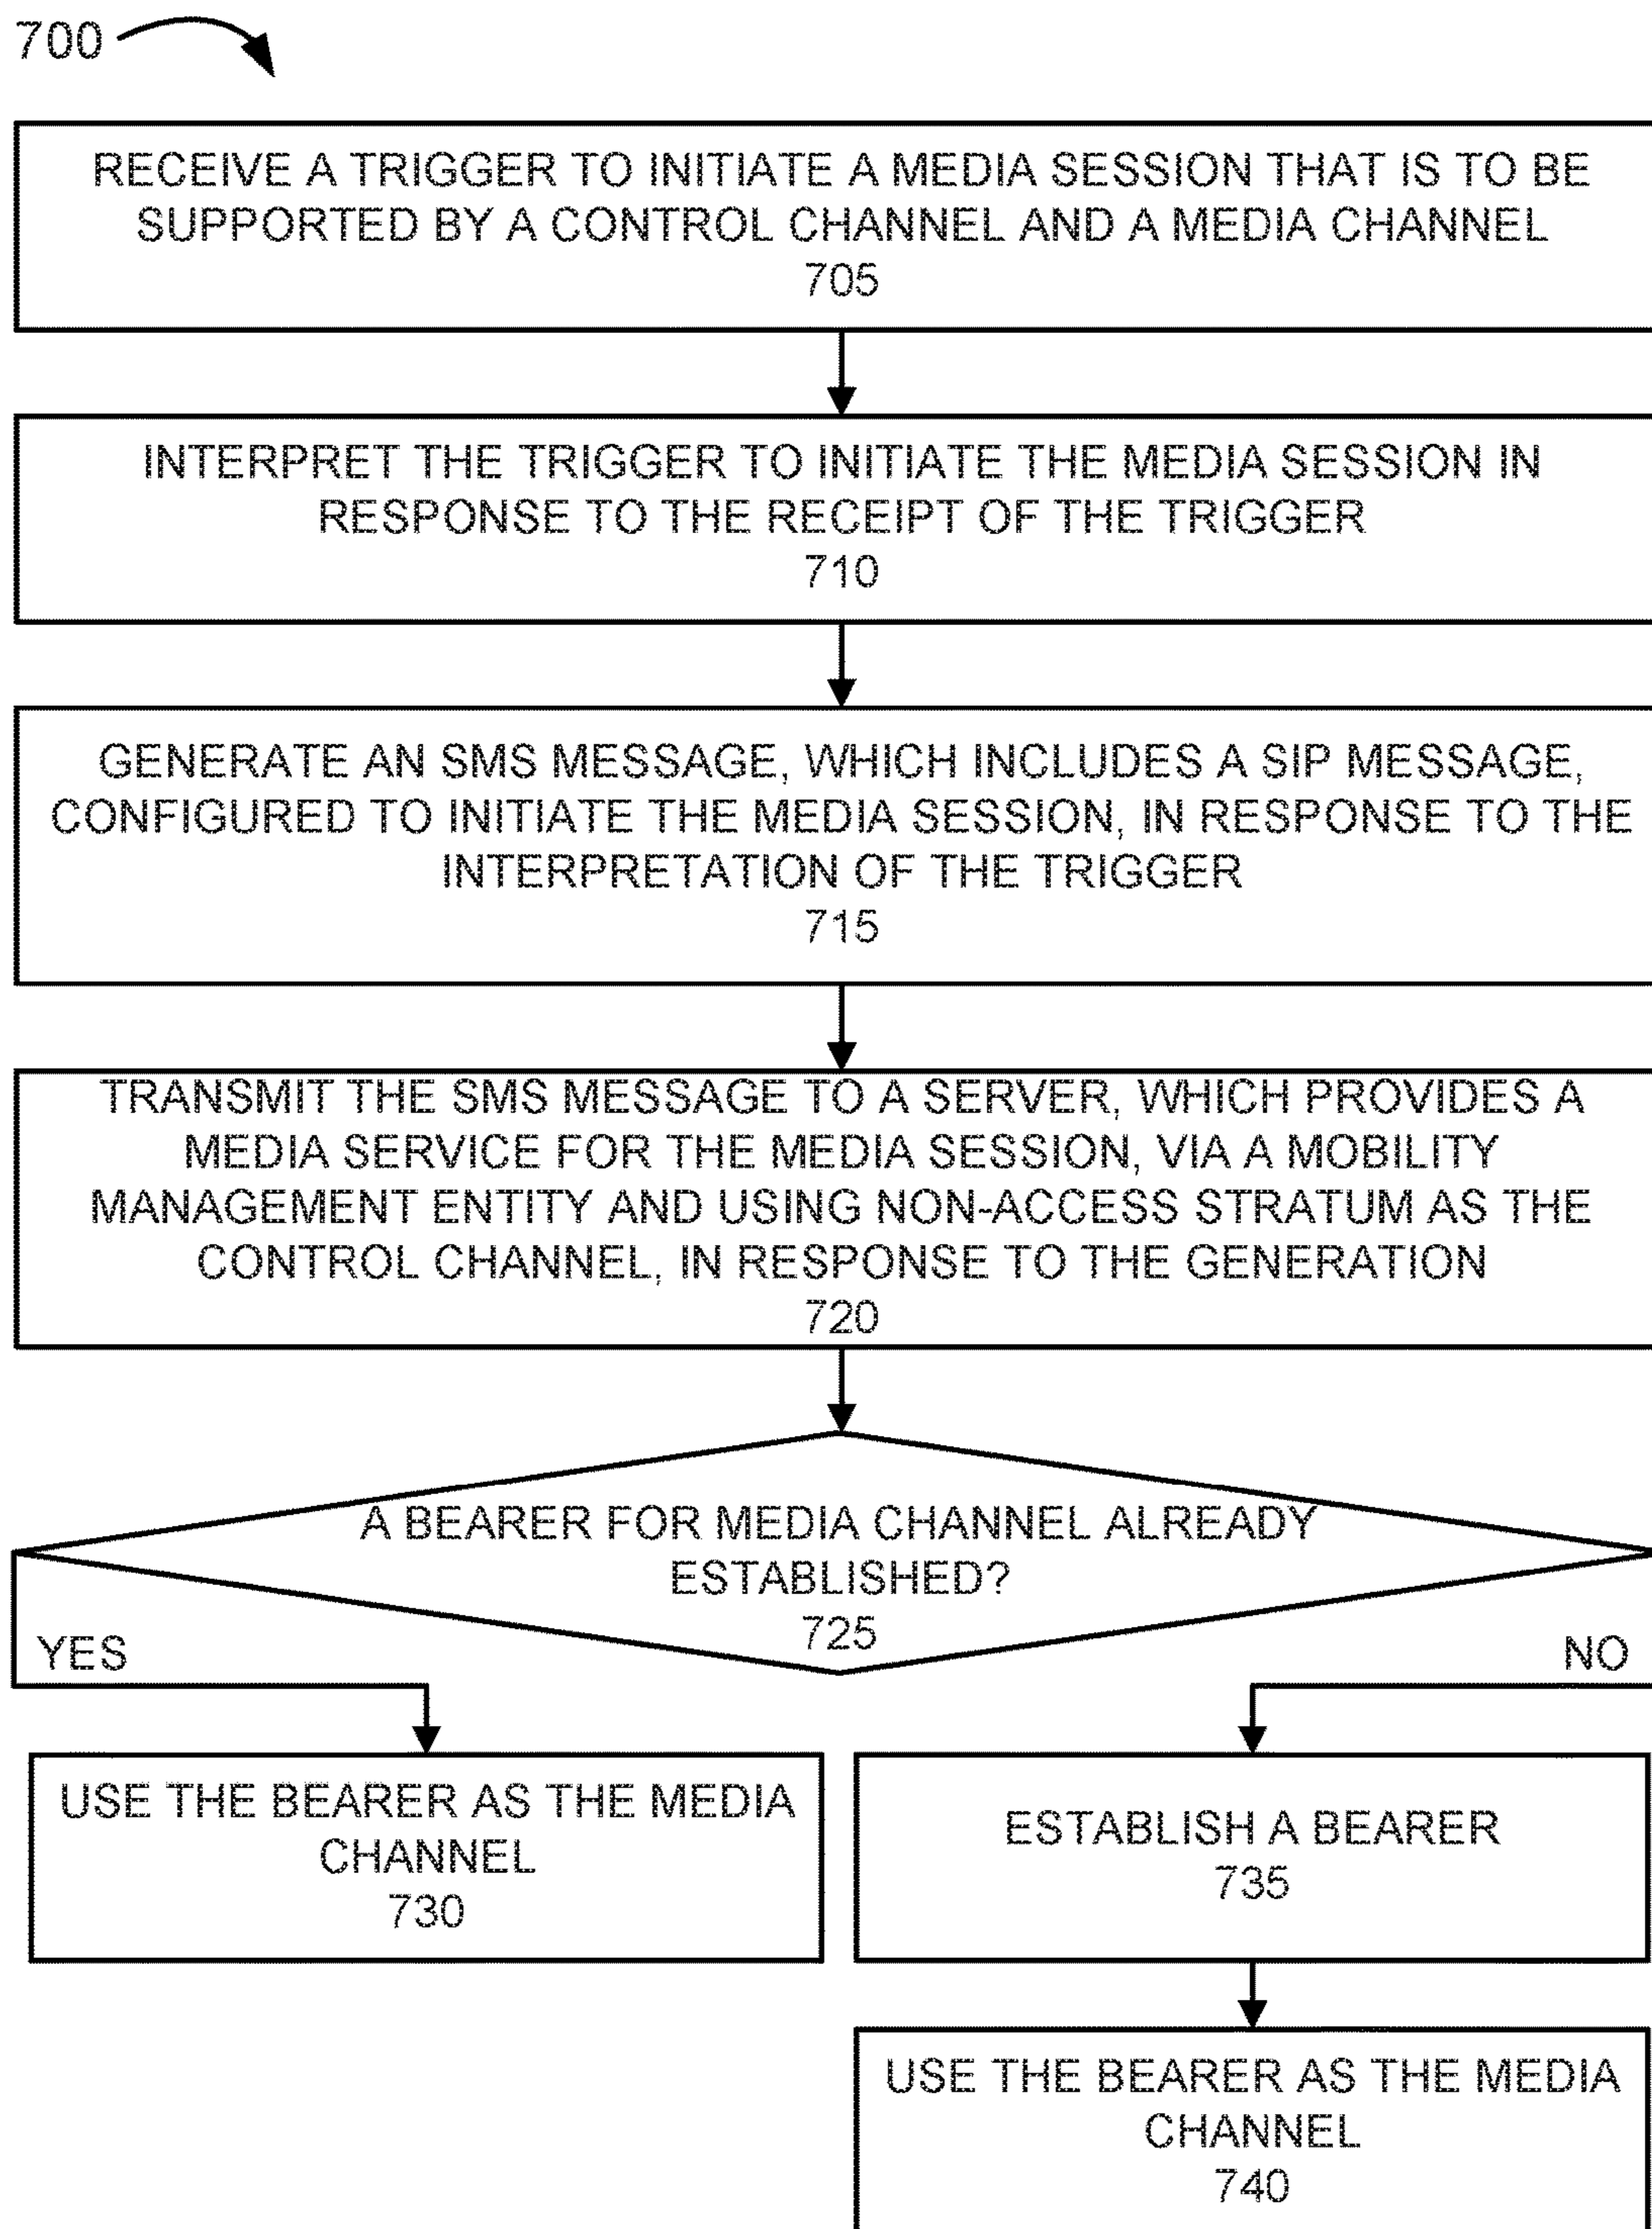 700
RECEIVE A TRIGGER TO INITIATE A MEDIA SESSION THAT IS TO BE
SUPPORTED BY A CONTROL CHANNEL AND A MEDIA CHANNEL
705
INTERPRET THE TRIGGER TO INITIATE THE MEDIA SESSION IN
RESPONSE TO THE RECEIPT OF THE TRIGGER
710
GENERATE AN SMS MESSAGE, WHICH INCLUDES A SIP MESSAGE,
CONFIGURED TO INITIATE THE MEDIA SESSION, IN RESPONSE TO THE
INTERPRETATION OF THE TRIGGER
715
TRANSMIT THE SMS MESSAGE TO A SERVER, WHICH PROVIDES A
MEDIA SERVICE FOR THE MEDIA SESSION, VIA A MOBILITY
MANAGEMENT ENTITY AND USING NON-ACCESS STRATUM AS THE
CONTROL CHANNEL, IN RESPONSE TO THE GENERATION
720
A BEARER FOR MEDIA CHANNEL ALREADY
ESTABLISHED?
725
YES
NO
USE THE BEARER AS THE MEDIA
CHANNEL
730
ESTABLISH A BEARER
735
USE THE BEARER AS THE MEDIA
CHANNEL
740